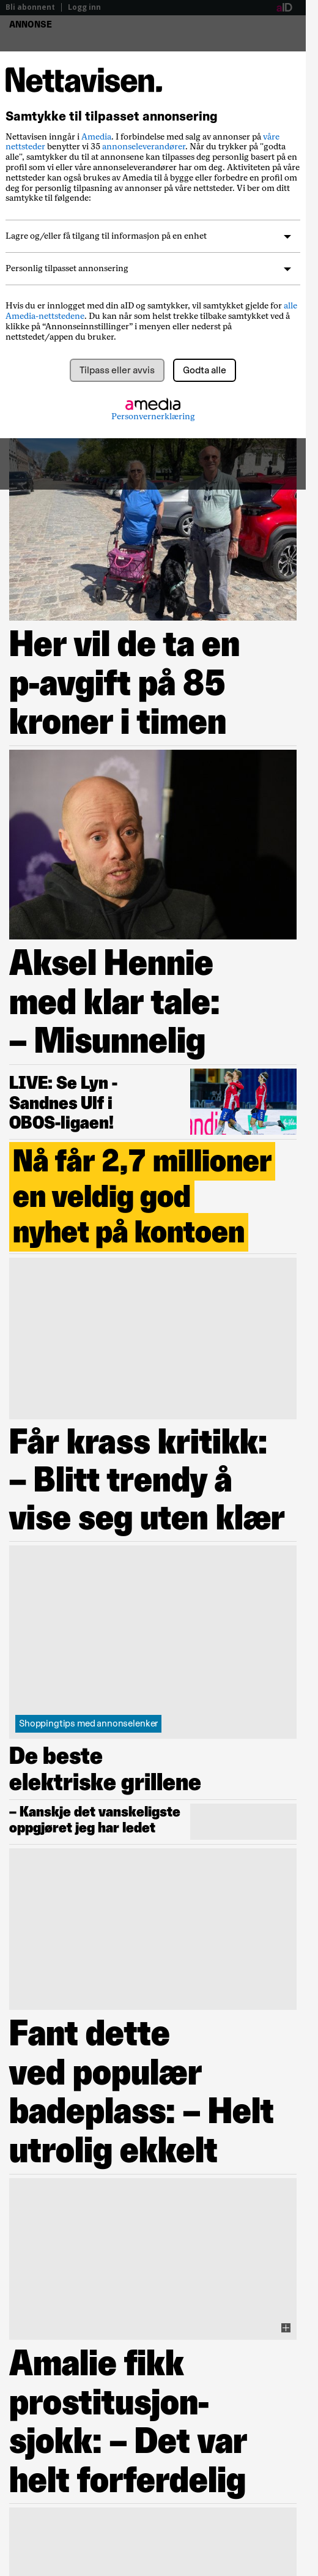 Bli abonnent | Logg inn
aID
ANNONSE
Nettavisen.
Samtykke til tilpasset annonsering
Nettavisen inngår i Amedia. I forbindelse med salg av annonser på våre
nettsteder benytter vi 35 annonseleverandører. Når du trykker på "godta
alle", samtykker du til at annonsene kan tilpasses deg personlig basert på en
profil som vi eller våre annonseleverandører har om deg. Aktiviteten på våre
nettsteder kan også brukes av Amedia til å bygge eller forbedre en profil om
deg for personlig tilpasning av annonser på våre nettsteder. Vi ber om ditt
samtykke til følgende:
Lagre og/eller få tilgang til informasjon på en enhet
Personlig tilpasset annonsering
Hvis du er innlogget med din aID og samtykker, vil samtykket gjelde for alle
Amedia-nettstedene. Du kan når som helst trekke tilbake samtykket ved å
klikke på “Annonseinnstillinger” i menyen eller nederst på
nettstedet/appen du bruker.
Tilpass eller avvis
Godta alle
amedia
Personvernerklæring
Her vil de ta en
p-avgift på 85
kroner i timen
Aksel Hennie
med klar tale:
– Misunnelig
LIVE: Se Lyn -
Sandnes Ulf i
OBOS-ligaen!
Nå får 2,7 millioner
en veldig god
nyhet på kontoen
Får krass kritikk:
– Blitt trendy å
vise seg uten klær
Shoppingtips med annonselenker
De beste
elektriske grillene
– Kanskje det vanskeligste
oppgjøret jeg har ledet
Fant dette
ved populær
badeplass: – Helt
utrolig ekkelt
Amalie fikk
prostitusjon-
sjokk: – Det var
helt forferdelig